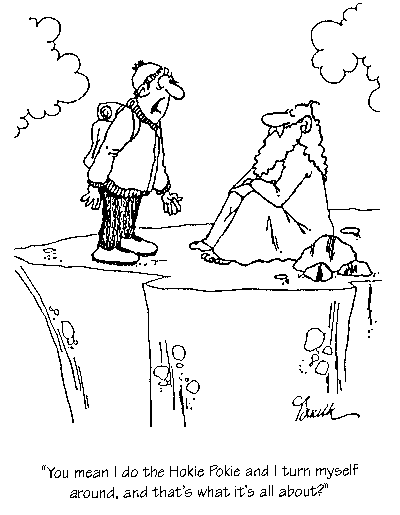 "You mean I do the Hokie Pokie and I turn myself
around, and that's what it's all about?"